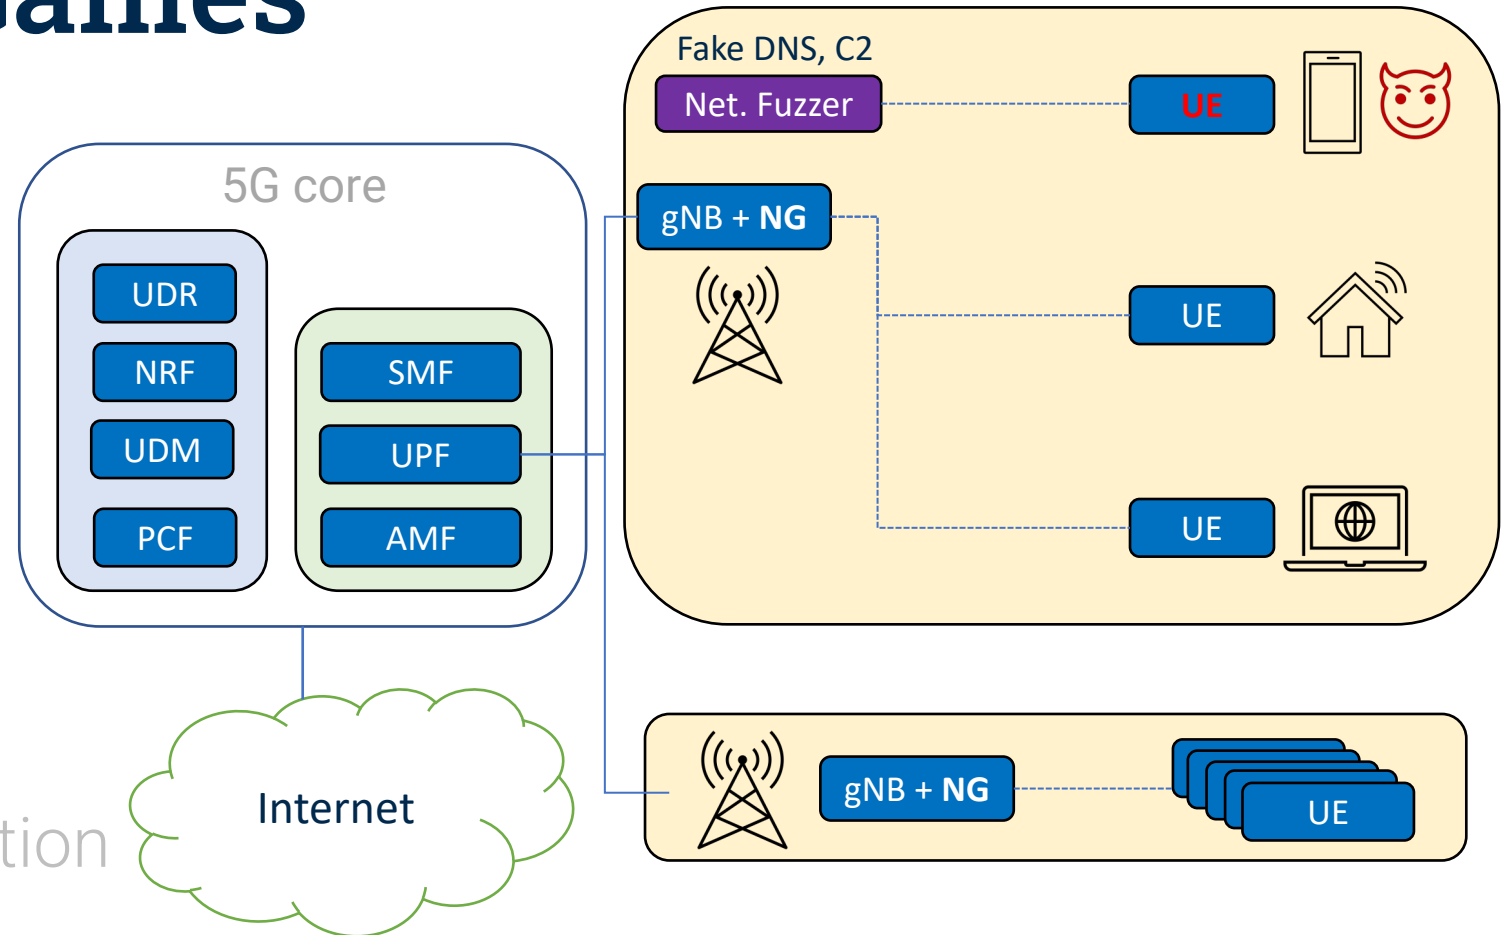 5G core
UDR
NRF
UDM
PCF
SMF
UPF
AMF
Internet
Fake DNS, C2
Net. Fuzzer
UE
gNB + NG
UE
UE
gNB + NG
UE